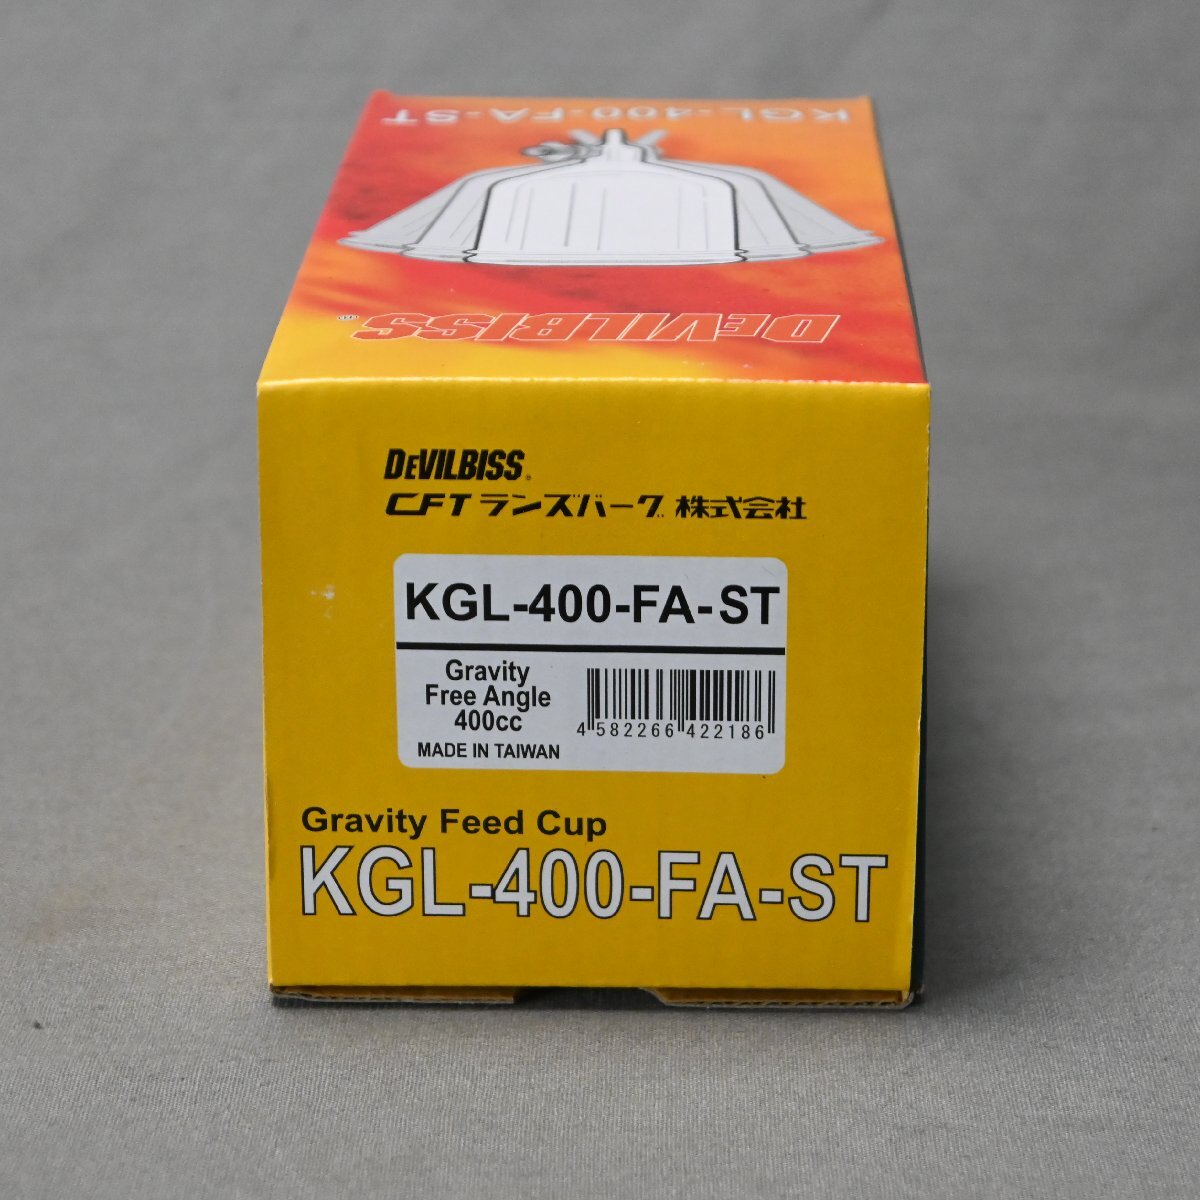 KGL-400-FA-ST
DEVILBISS®
DEVILBISS®
CFT ランズバーグ 株式会社
KGL-400-FA-ST
Gravity
Free Angle
400cc
MADE IN TAIWAN
4 582266 422186
Gravity Feed Cup
KGL-400-FA-ST